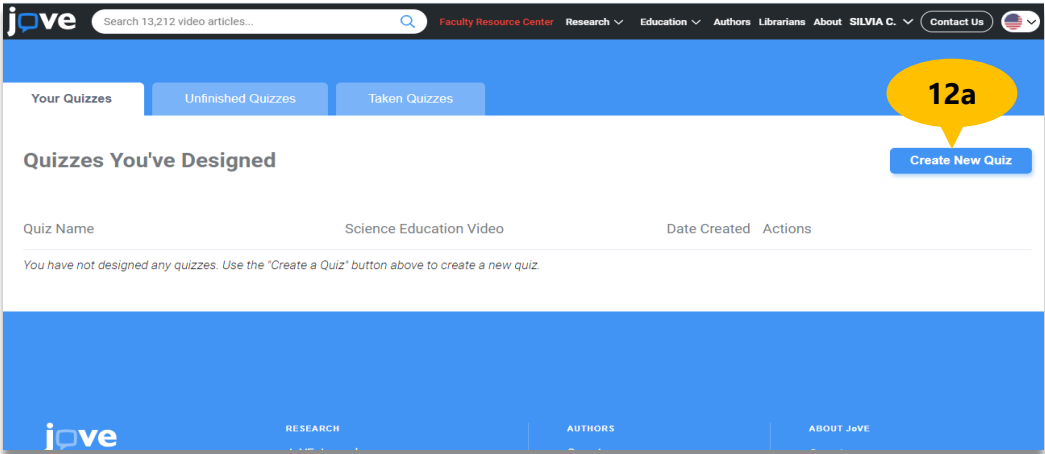 jove Search 13,212 video articles... Faculty Resource Center Research Education Authors Librarians About SILVIA C. Contact Us
Your Quizzes Unfinished Quizzes Taken Quizzes
12a
Quizzes You've Designed Create New Quiz
Quiz Name Science Education Video Date Created Actions
You have not designed any quizzes. Use the "Create a Quiz" button above to create a new quiz.
jove RESEARCH AUTHORS ABOUT JoVE